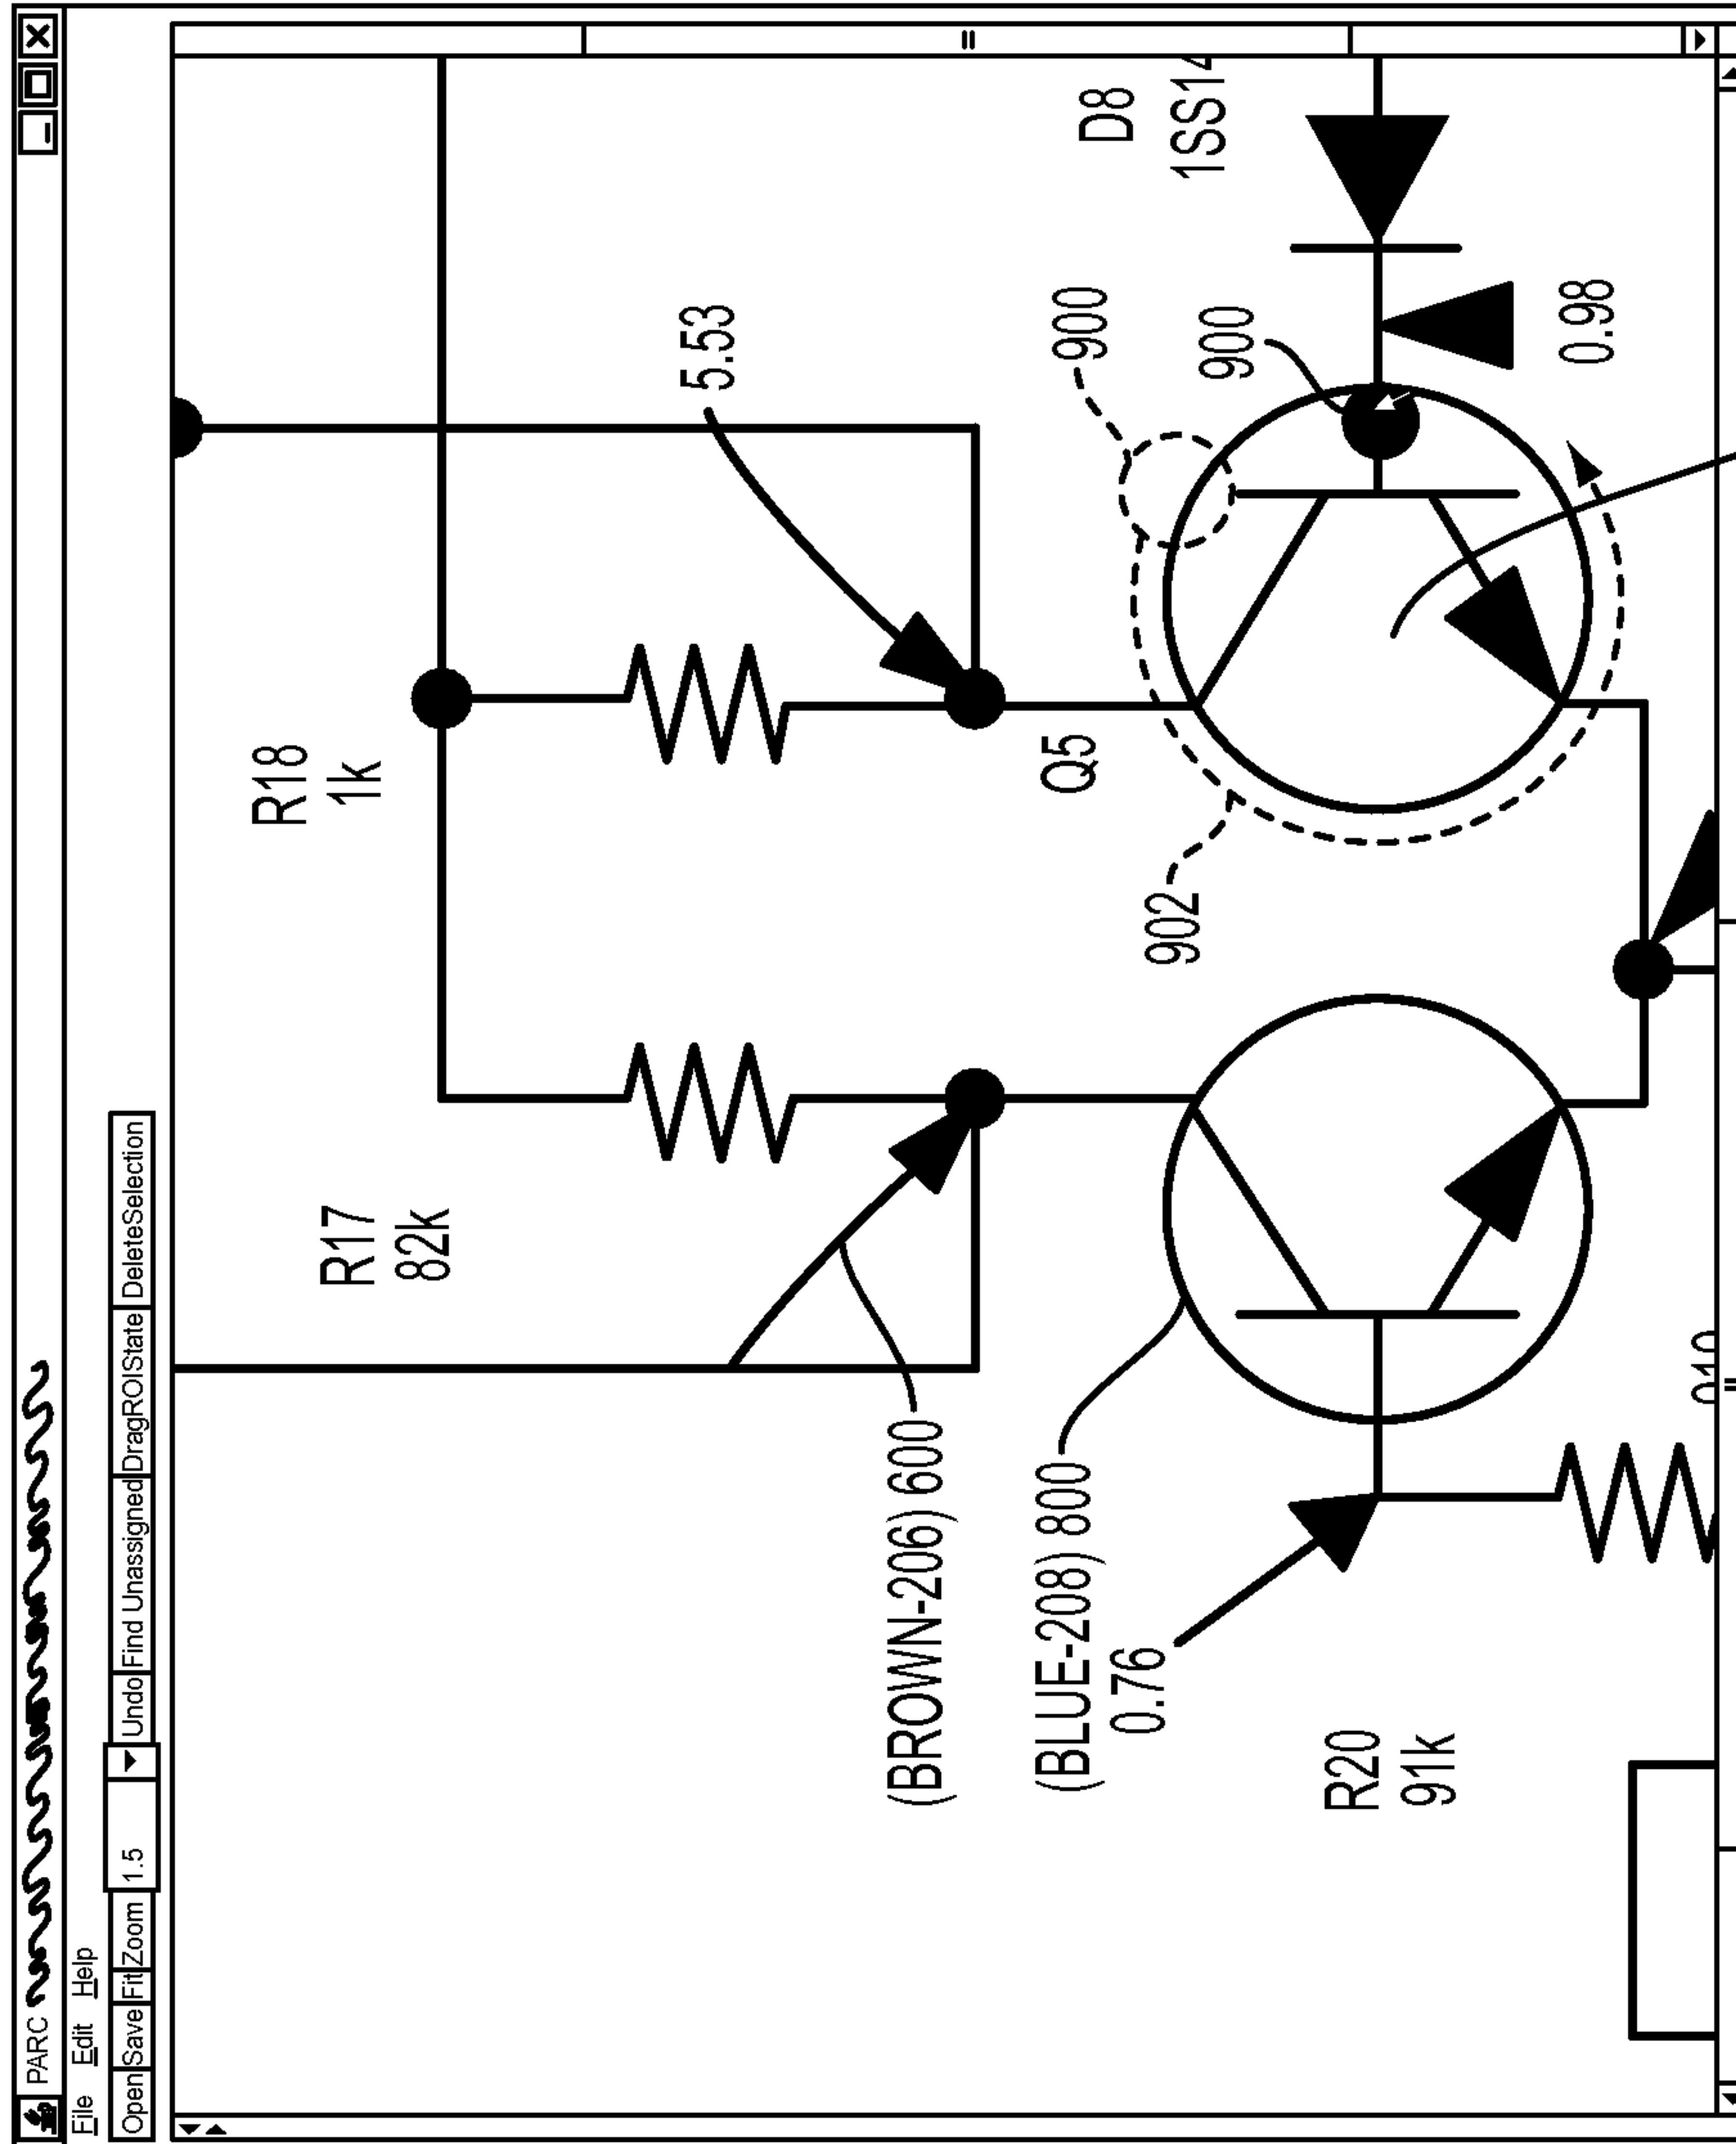 PARC
File Edit Help
Open Save Fit Zoom 1.5 Undo Find Unassigned DragROIState DeleteSelection
R18
1k
R17
82k
5.53
(BROWN-206) 600
(BLUE-208) 800
0.76
Q5
900
D8
1SS14
902
900
R20
91k
0.98